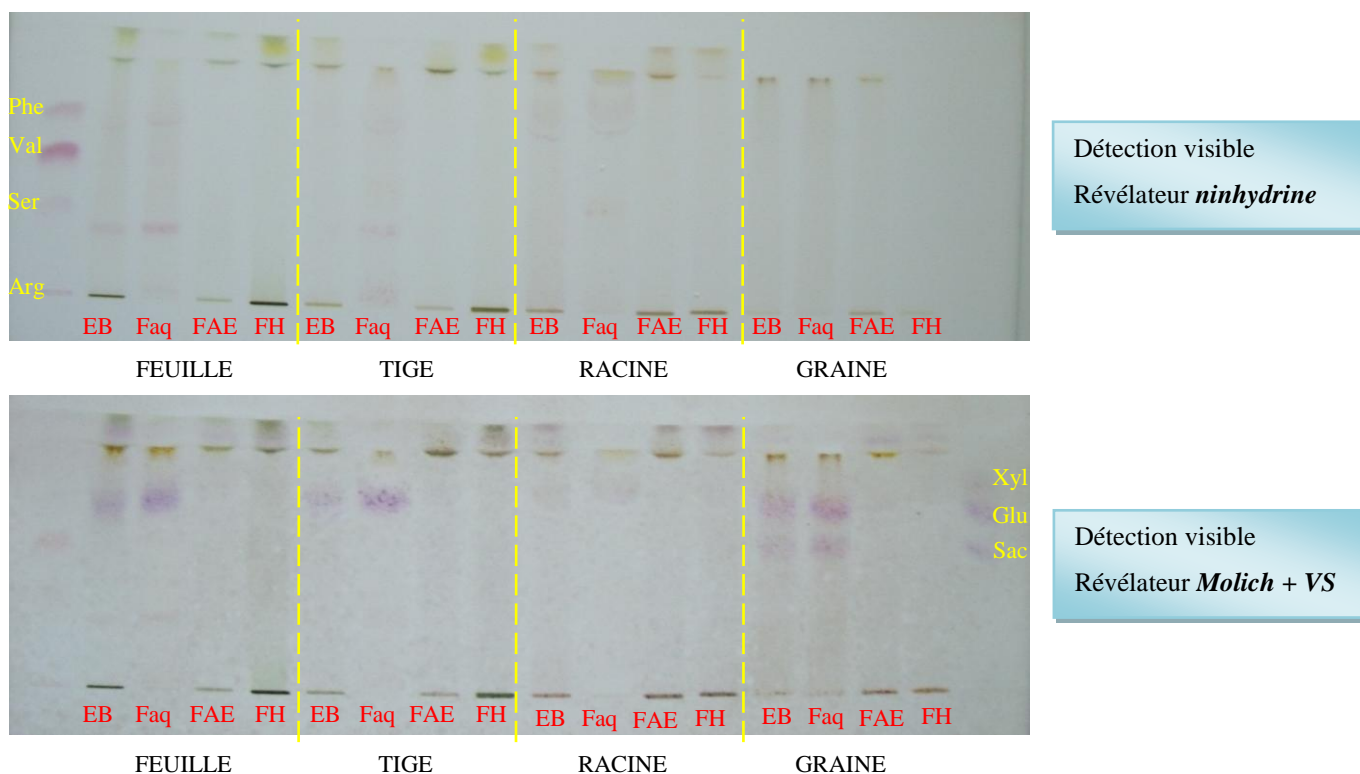 Phe
Val
Ser
Arg
EB Faq FAE FH EB Faq FAE FH EB Faq FAE FH EB Faq FAE FH
FEUILLE TIGE RACINE GRAINE
Détection visible
Révélateur ninhydrine
Xyl
Glu
Sac
EB Faq FAE FH EB Faq FAE FH EB Faq FAE FH EB Faq FAE FH
FEUILLE TIGE RACINE GRAINE
Détection visible
Révélateur Molich + VS